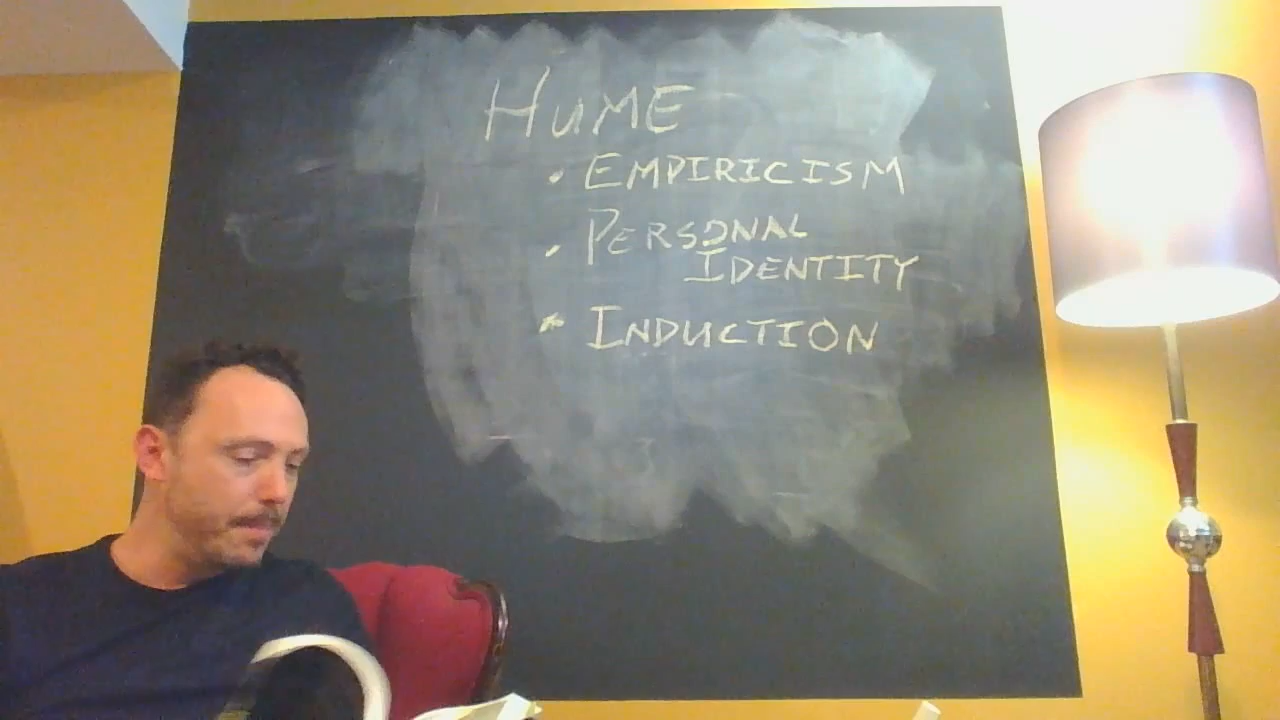 HUME
• EMPIRICISM
• PERSONAL
IDENTITY
• INDUCTION